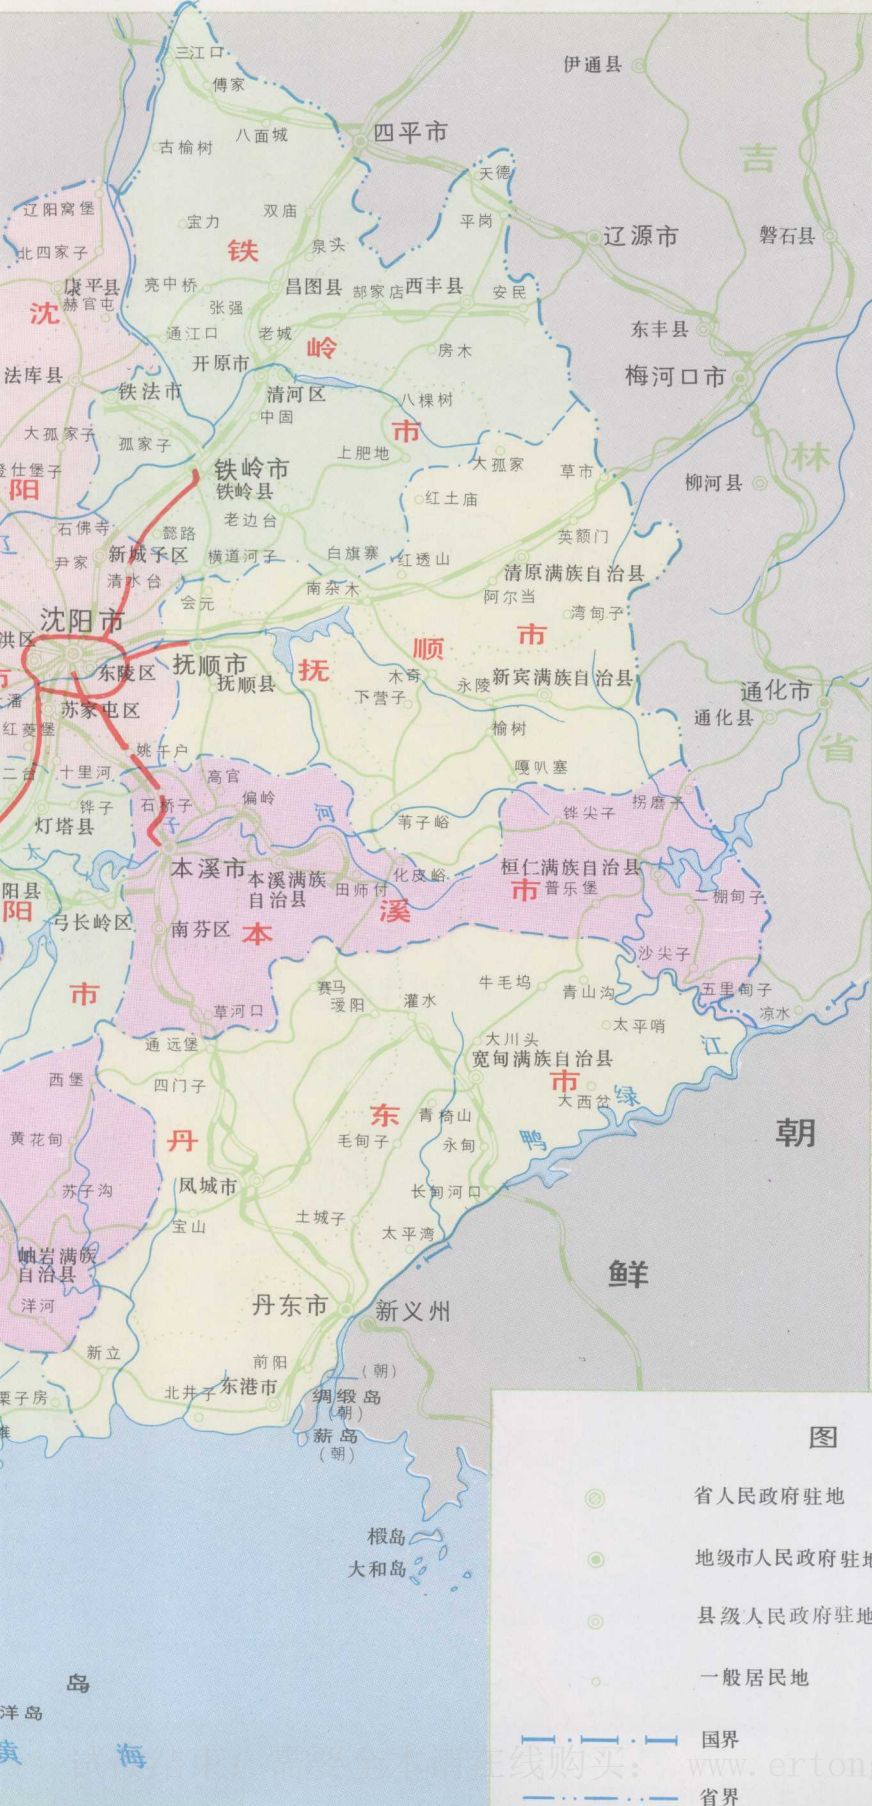 三江口
伊通县
傅家
八面城
四平市
古榆树
吉
天德
辽阳窝堡
双庙
宝力
平岗
辽源市
磐石县
北四家子
铁
泉头
康平县
亮中桥
昌图县
郜家店
西丰县
安民
赫官屯
沈
张强
通江口
老城
岭
东丰县
房木
开原市
法库县
梅河口市
铁法市
清河区
八棵树
中固
市
大孤家子
孤家子
上肥地
林
大孤家
草市
登仕堡子
铁岭市
柳河县
阳
铁岭县
红土庙
老边台
石佛寺
懿路
英额门
辽
尹家
新城子区
横道河子
白旗寨
红透山
清原满族自治县
清水台
南杂木
阿尔当
会元
湾甸子
沈阳市
洪区
抚
顺
市
东陵区
抚顺市
市
抚顺县
木奇
永陵
新宾满族自治县
下营子
潘
苏家屯区
通化市
通化县
红菱堡
榆树
省
姚千户
二台
十里河
高官
嘎叭塞
铧子
石桥子
偏岭
河
铧尖子
拐磨子
灯塔县
子
苇子峪
太
本溪市
本溪满族
自治县
田师付
化皮峪
桓仁满族自治县
阳县
市
普乐堡
二棚甸子
阳
弓长岭区
南芬区
本
溪
沙尖子
市
赛马
叆阳
灌水
牛毛坞
青山沟
五里甸子
凉水
草河口
太平哨
通远堡
大川头
江
西堡
四门子
宽甸满族自治县
市
大西岔
绿
黄花甸
丹
东
青椅山
毛甸子
永甸
鸭
朝
苏子沟
凤城市
长甸河口
宝山
土城子
太平湾
岫岩满族
自治县
鲜
洋河
丹东市
新义州
新立
前阳
(朝)
栗子房
北井子
东港市
绸缎岛
(朝)
薪岛
(朝)
图
省人民政府驻地
椴岛
大和岛
地级市人民政府驻地
县级人民政府驻地
岛
一般居民地
洋岛
国界
黄
海
在线购买:
www.erton
省界